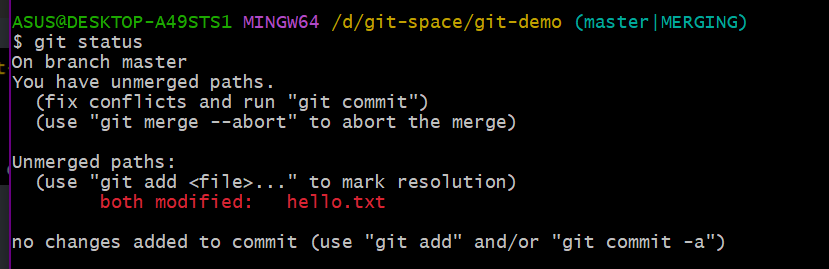 ASUS@DESKTOP-A49STS1 MINGW64 /d/git-space/git-demo (master|MERGING)
$ git status
On branch master
You have unmerged paths.
  (fix conflicts and run "git commit")
  (use "git merge --abort" to abort the merge)

Unmerged paths:
  (use "git add <file>..." to mark resolution)
        both modified:   hello.txt

no changes added to commit (use "git add" and/or "git commit -a")